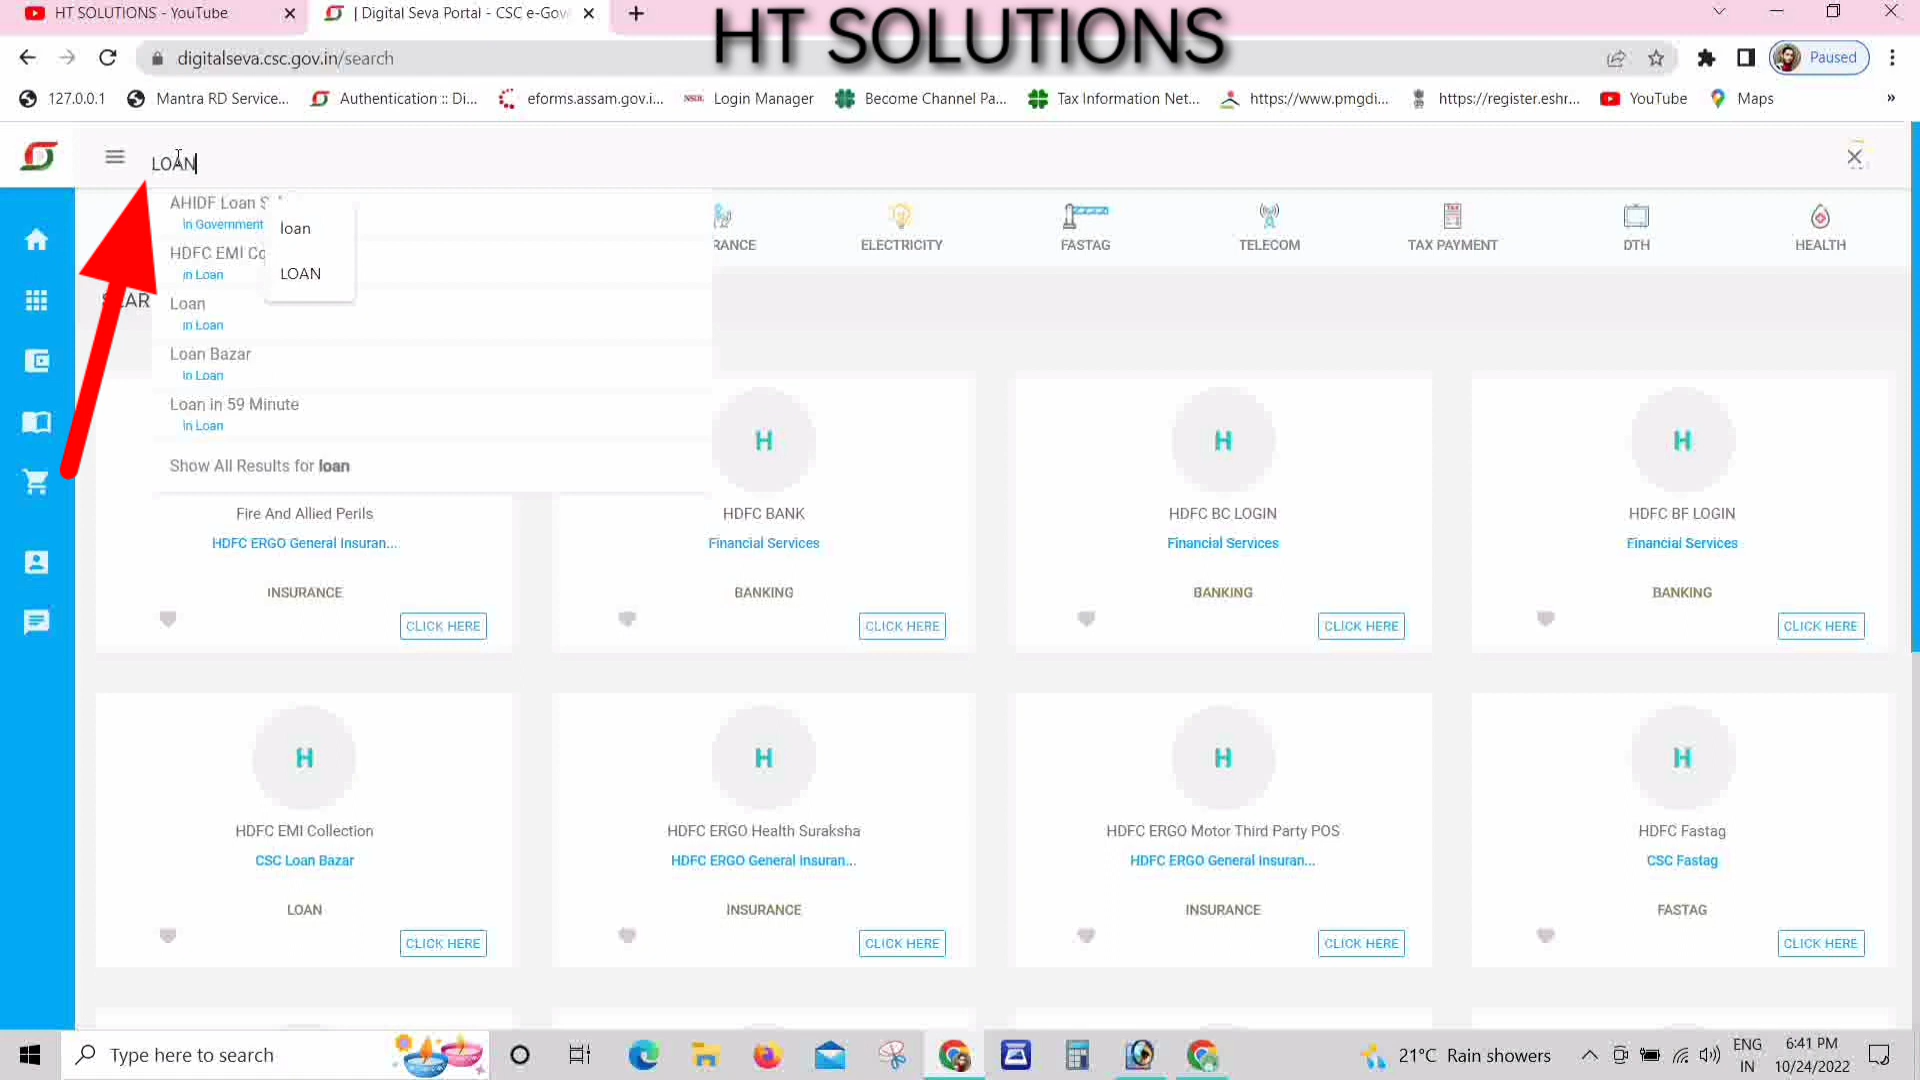 HT SOLUTIONS - YouTube
| Digital Seva Portal - CSC e-Gov
HT SOLUTIONS
digitalseva.csc.gov.in/search
Paused
127.0.0.1
Mantra RD Service...
Authentication :: Di...
eforms.assam.gov.i...
NSDL
Login Manager
Become Channel Pa...
Tax Information Net...
https://www.pmgdi...
https://register.eshr...
YouTube
Maps
»
LOAN
AHIDF Loan
in Government
HDFC EMI Co
in Loan
Loan
in Loan
Loan Bazar
in Loan
Loan in 59 Minute
in Loan
Show All Results for loan
loan
LOAN
RANCE
ELECTRICITY
FASTAG
TELECOM
TAX PAYMENT
DTH
HEALTH
H
H
H
Fire And Allied Perils
HDFC ERGO General Insuran...
INSURANCE
CLICK HERE
HDFC BANK
Financial Services
BANKING
CLICK HERE
HDFC BC LOGIN
Financial Services
BANKING
CLICK HERE
HDFC BF LOGIN
Financial Services
BANKING
CLICK HERE
H
HDFC EMI Collection
CSC Loan Bazar
LOAN
CLICK HERE
H
HDFC ERGO Health Suraksha
HDFC ERGO General Insuran...
INSURANCE
CLICK HERE
H
HDFC ERGO Motor Third Party POS
HDFC ERGO General Insuran...
INSURANCE
CLICK HERE
H
HDFC Fastag
CSC Fastag
FASTAG
CLICK HERE
Type here to search
21°C Rain showers
ENG
IN
6:41 PM
10/24/2022